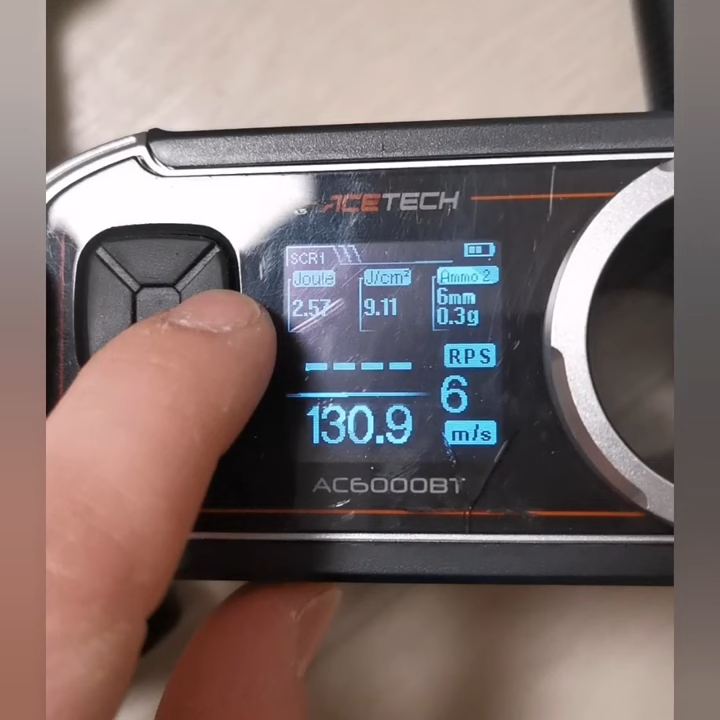 ACETECH
SCR1
Joule J/cm² Ammo 2
2.57 9.11 6mm
0.3g
---- RPS
6
130.9 m/s
AC6000BT